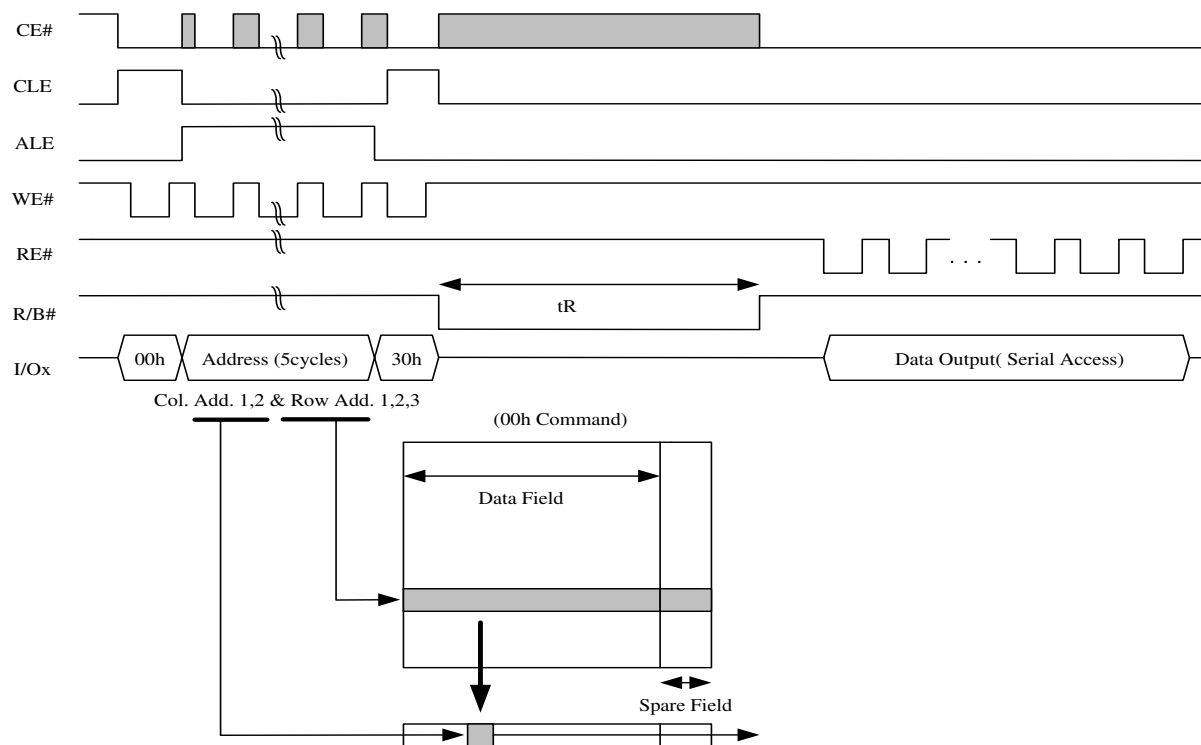 CE#
CLE
ALE
WE#
RE#
. . .
tR
R/B#
I/Ox
00h
Address (5cycles)
30h
Data Output( Serial Access)
Col. Add. 1,2 & Row Add. 1,2,3
(00h Command)
Data Field
Spare Field